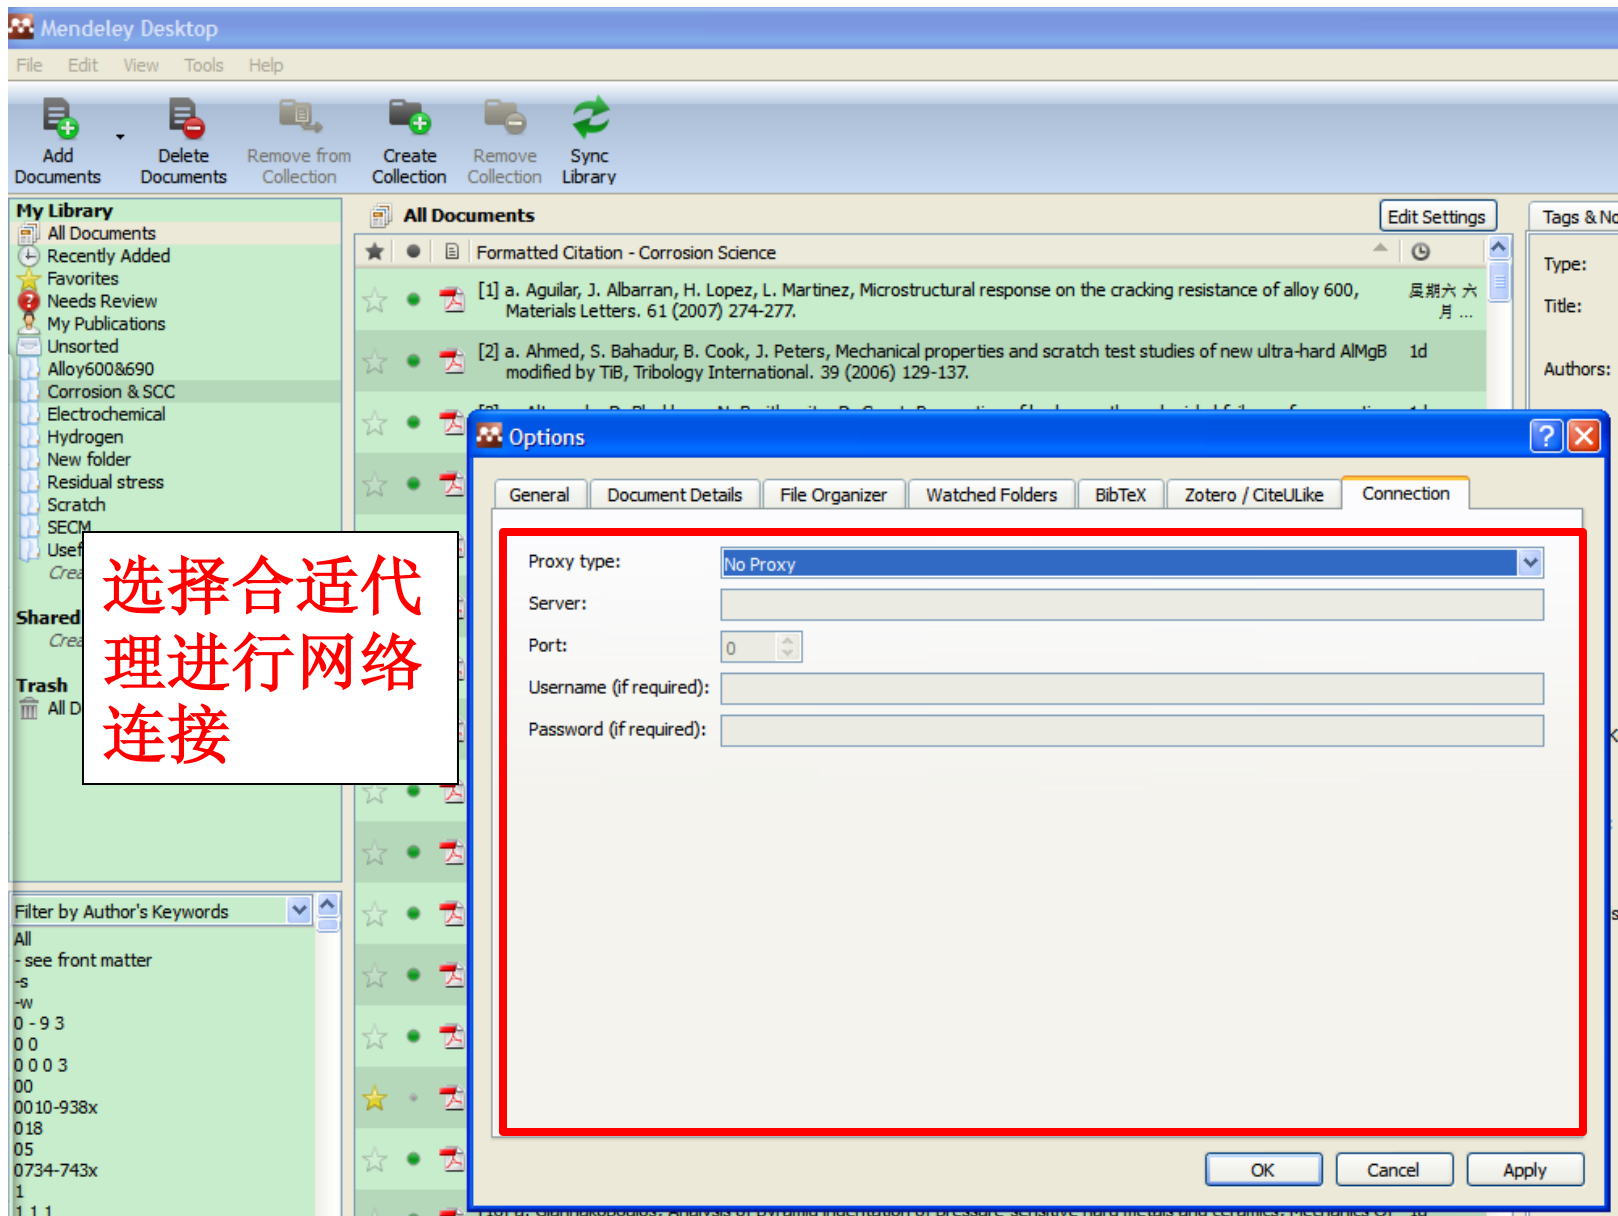 Mendeley Desktop
File Edit View Tools Help
Add Documents
Delete Documents
Remove from Collection
Create Collection
Remove Collection
Sync Library
My Library
All Documents
Recently Added
Favorites
Needs Review
My Publications
Unsorted
Alloy600&690
Corrosion & SCC
Electrochemical
Hydrogen
New folder
Residual stress
Scratch
SECM
Shared
Trash
Filter by Author's Keywords
All
- see front matter
-s
-w
0 - 9 3
0 0
0 0 0 3
00
0010-938x
018
05
0734-743x
1
1 1 1
All Documents
Edit Settings
Formatted Citation - Corrosion Science
[1] a. Aguilar, J. Albarran, H. Lopez, L. Martinez, Microstructural response on the cracking resistance of alloy 600,
Materials Letters. 61 (2007) 274-277.
星期六 六
月 ...
[2] a. Ahmed, S. Bahadur, B. Cook, J. Peters, Mechanical properties and scratch test studies of new ultra-hard AlMgB 1d
modified by TiB, Tribology International. 39 (2006) 129-137.
Tags &
Type:
Title:
Authors:
选择合适代
理进行网络
连接
Options
General Document Details File Organizer Watched Folders BibTeX Zotero / CiteULike Connection
Proxy type: No Proxy
Server:
Port: 0
Username (if required):
Password (if required):
OK Cancel Apply